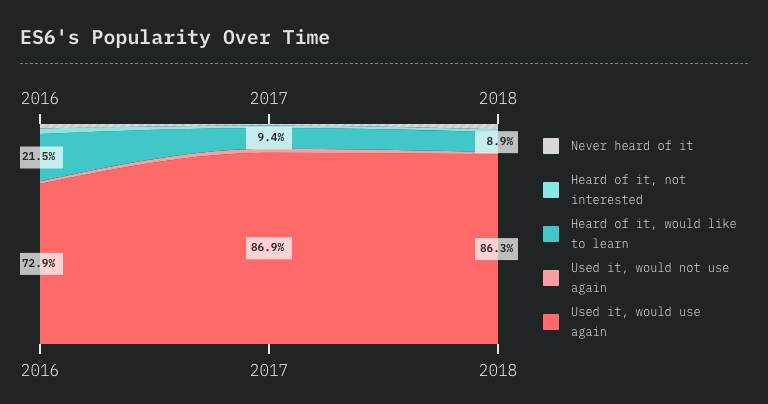 ES6's Popularity Over Time
2016 2017 2018
21.5% 9.4% 8.9%
72.9% 86.9% 86.3%
2016 2017 2018
Never heard of it
Heard of it, not
interested
Heard of it, would like
to learn
Used it, would not use
again
Used it, would use
again